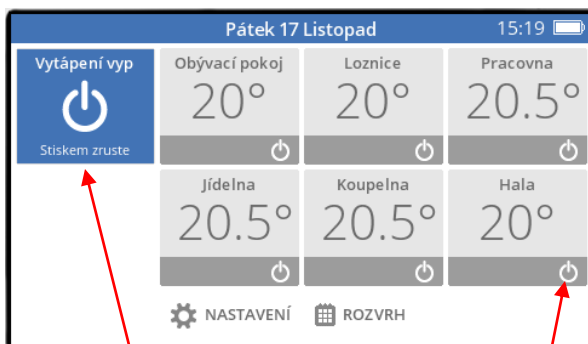 Pátek 17 Listopad 15:19
Vytápení vyp
Stiskem zruste
Obývací pokoj
20°
Loznice
20°
Pracovna
20.5°
Jídelna
20.5°
Koupelna
20.5°
Hala
20°
NASTAVENÍ ROZVRH